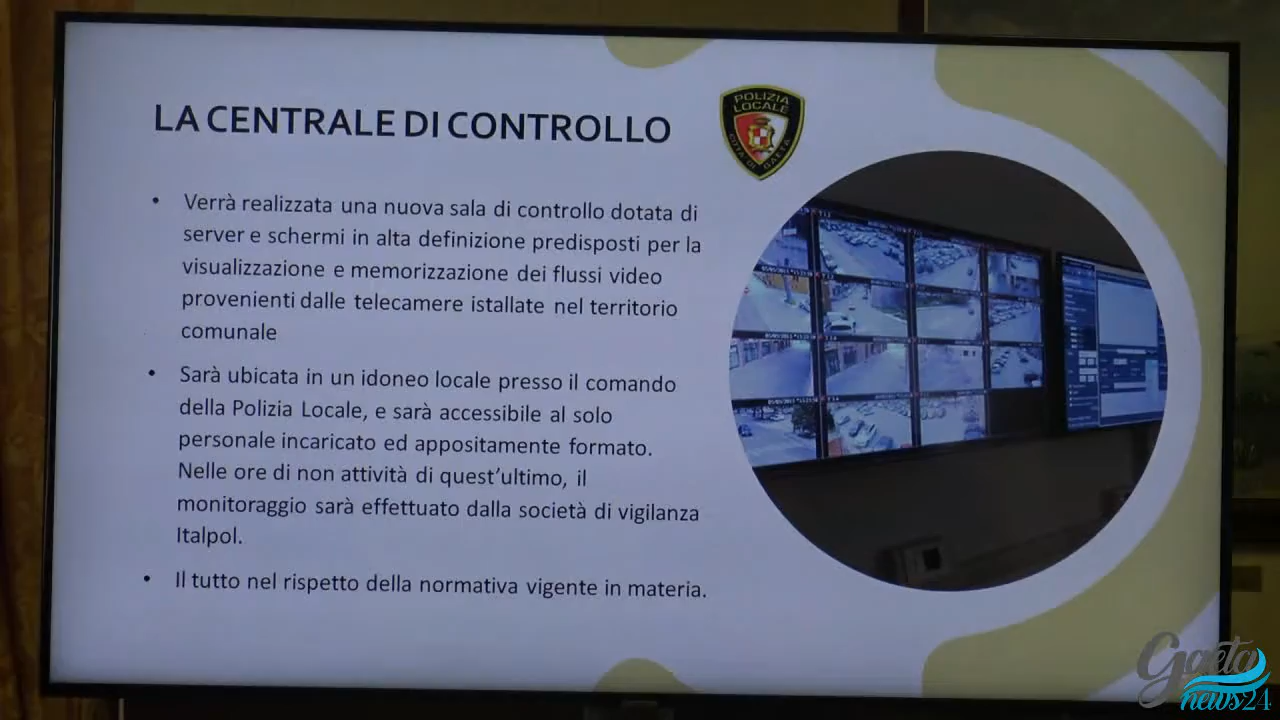 LA CENTRALE DI CONTROLLO
POLIZIA
LOCALE
CITTÀ DI GAETA
• Verrà realizzata una nuova sala di controllo dotata di
server e schermi in alta definizione predisposti per la
visualizzazione e memorizzazione dei flussi video
provenienti dalle telecamere istallate nel territorio
comunale
• Sarà ubicata in un idoneo locale presso il comando
della Polizia Locale, e sarà accessibile al solo
personale incaricato ed appositamente formato.
Nelle ore di non attività di quest'ultimo, il
monitoraggio sarà effettuato dalla società di vigilanza
Italpol.
• Il tutto nel rispetto della normativa vigente in materia.
Gaeta
news24